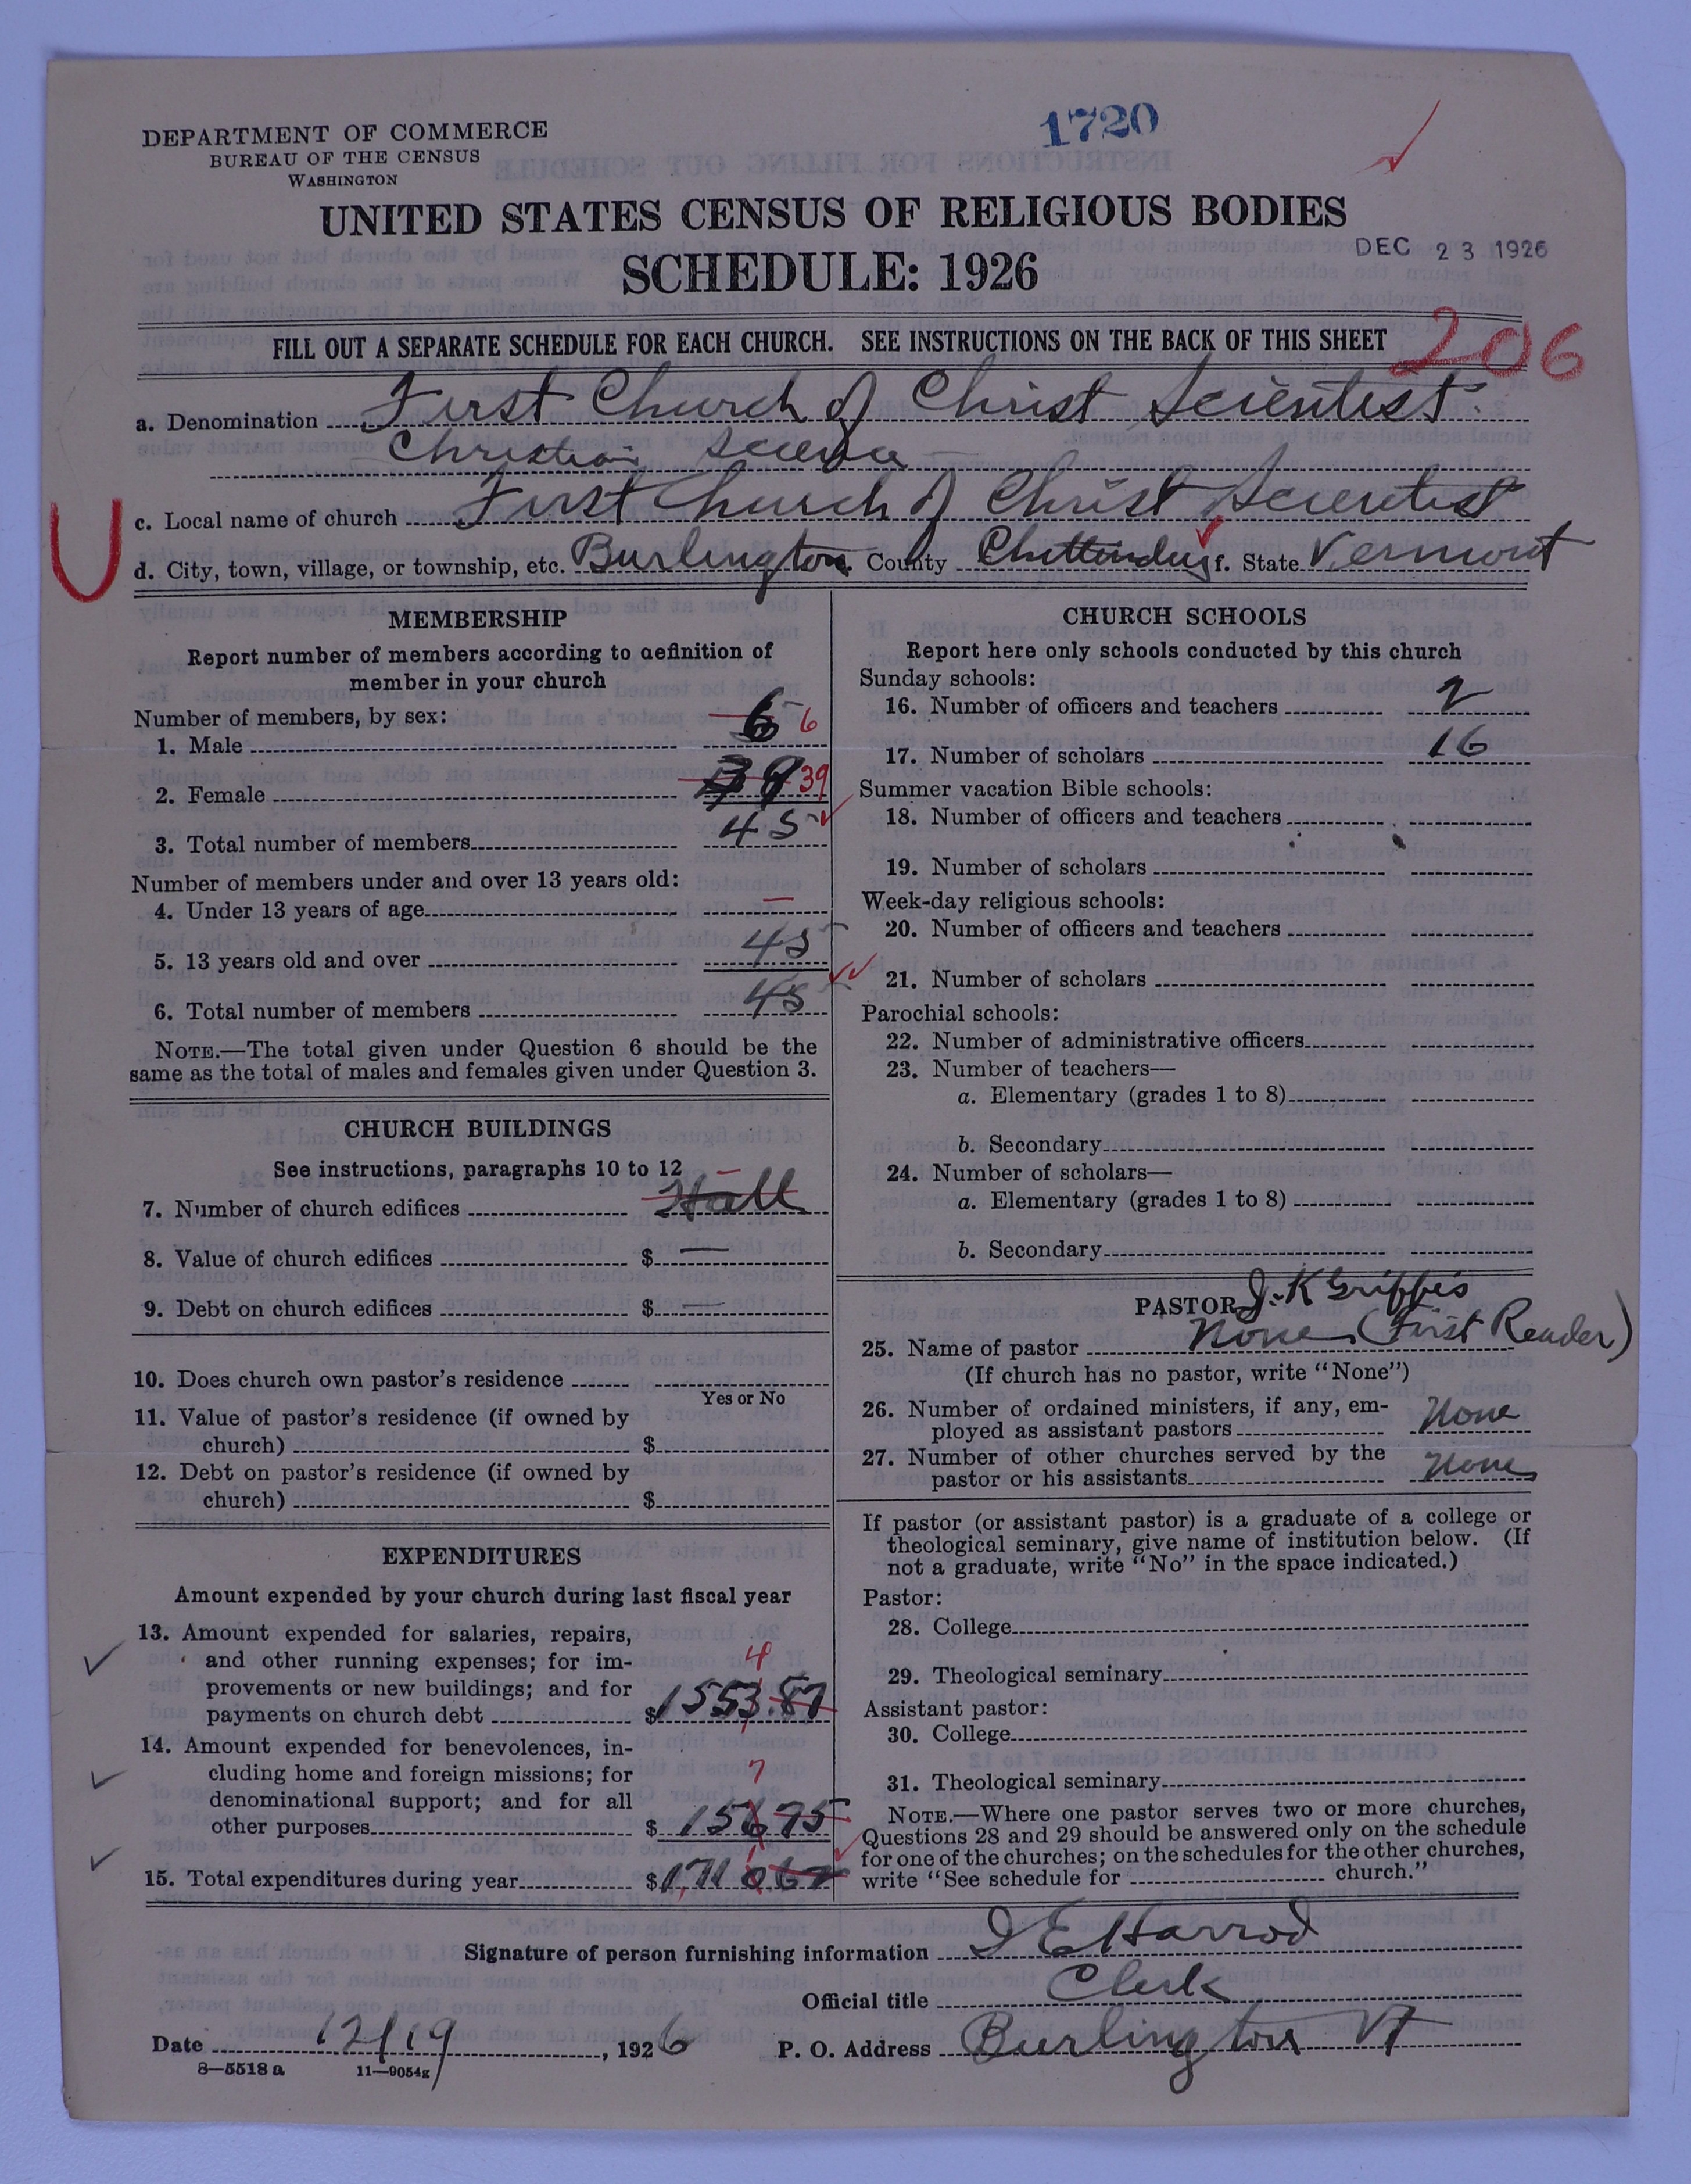 DEPARTMENT OF COMMERCE
BUREAU OF THE CENSUS
WASHINGTON
1720
UNITED STATES CENSUS OF RELIGIOUS BODIES
SCHEDULE: 1926
DEC 23 1926
FILL OUT A SEPARATE SCHEDULE FOR EACH CHURCH. SEE INSTRUCTIONS ON THE BACK OF THIS SHEET
206
a. Denomination First Church of Christ Scientist.
Christian Science
c. Local name of church First Church of Christ Scientist
U
d. City, town, village, or township, etc. Burlington e. County Chittenden f. State Vermont
MEMBERSHIP
Report number of members according to definition of
member in your church
Number of members, by sex:
1. Male 6 6
2. Female 39 39
3. Total number of members 45
Number of members under and over 13 years old:
4. Under 13 years of age —
5. 13 years old and over 45
6. Total number of members 45
NOTE.—The total given under Question 6 should be the
same as the total of males and females given under Question 3.
CHURCH BUILDINGS
See instructions, paragraphs 10 to 12
7. Number of church edifices Hall —
8. Value of church edifices $ —
9. Debt on church edifices $ —
10. Does church own pastor's residence
Yes or No
11. Value of pastor's residence (if owned by
church) $
12. Debt on pastor's residence (if owned by
church) $
EXPENDITURES
Amount expended by your church during last fiscal year
13. Amount expended for salaries, repairs,
and other running expenses; for im-
provements or new buildings; and for
4
payments on church debt $1553.87
14. Amount expended for benevolences, in-
cluding home and foreign missions; for
7
denominational support; and for all
other purposes $ 156 75
15. Total expenditures during year $1,710 62
CHURCH SCHOOLS
Report here only schools conducted by this church
Sunday schools:
16. Number of officers and teachers 2
17. Number of scholars 16
Summer vacation Bible schools:
18. Number of officers and teachers
19. Number of scholars
Week-day religious schools:
20. Number of officers and teachers
21. Number of scholars
Parochial schools:
22. Number of administrative officers
23. Number of teachers—
a. Elementary (grades 1 to 8)
b. Secondary
24. Number of scholars—
a. Elementary (grades 1 to 8)
b. Secondary
PASTOR J. K Griffis
25. Name of pastor None (First Reader)
(If church has no pastor, write "None")
26. Number of ordained ministers, if any, em-
ployed as assistant pastors None
27. Number of other churches served by the
pastor or his assistants None
If pastor (or assistant pastor) is a graduate of a college or
theological seminary, give name of institution below. (If
not a graduate, write "No" in the space indicated.)
Pastor:
28. College
29. Theological seminary
Assistant pastor:
30. College
31. Theological seminary
NOTE.—Where one pastor serves two or more churches,
Questions 28 and 29 should be answered only on the schedule
for one of the churches; on the schedules for the other churches,
write "See schedule for church."
Signature of person furnishing information I E Harrod
Official title Clerk
Date 12/19, 1926 P. O. Address Burlington Vt
8—5518 a 11—9054g